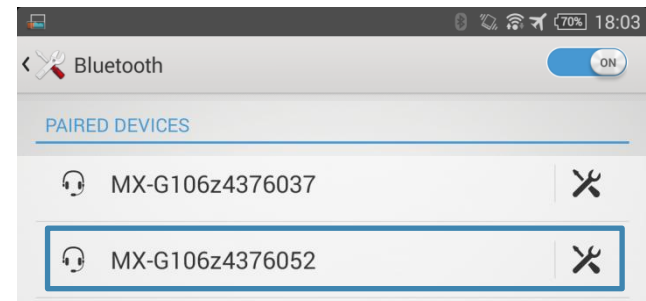 70% 18:03
Bluetooth ON
PAIRED DEVICES
MX-G106z4376037
MX-G106z4376052